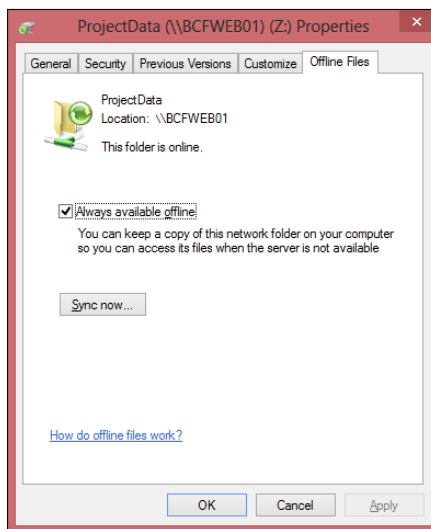 ProjectData (\\BCFWEB01) (Z:) Properties
General Security Previous Versions Customize Offline Files
ProjectData
Location: \\BCFWEB01
This folder is online.
Always available offline
You can keep a copy of this network folder on your computer
so you can access its files when the server is not available
Sync now...
How do offline files work?
OK Cancel Apply